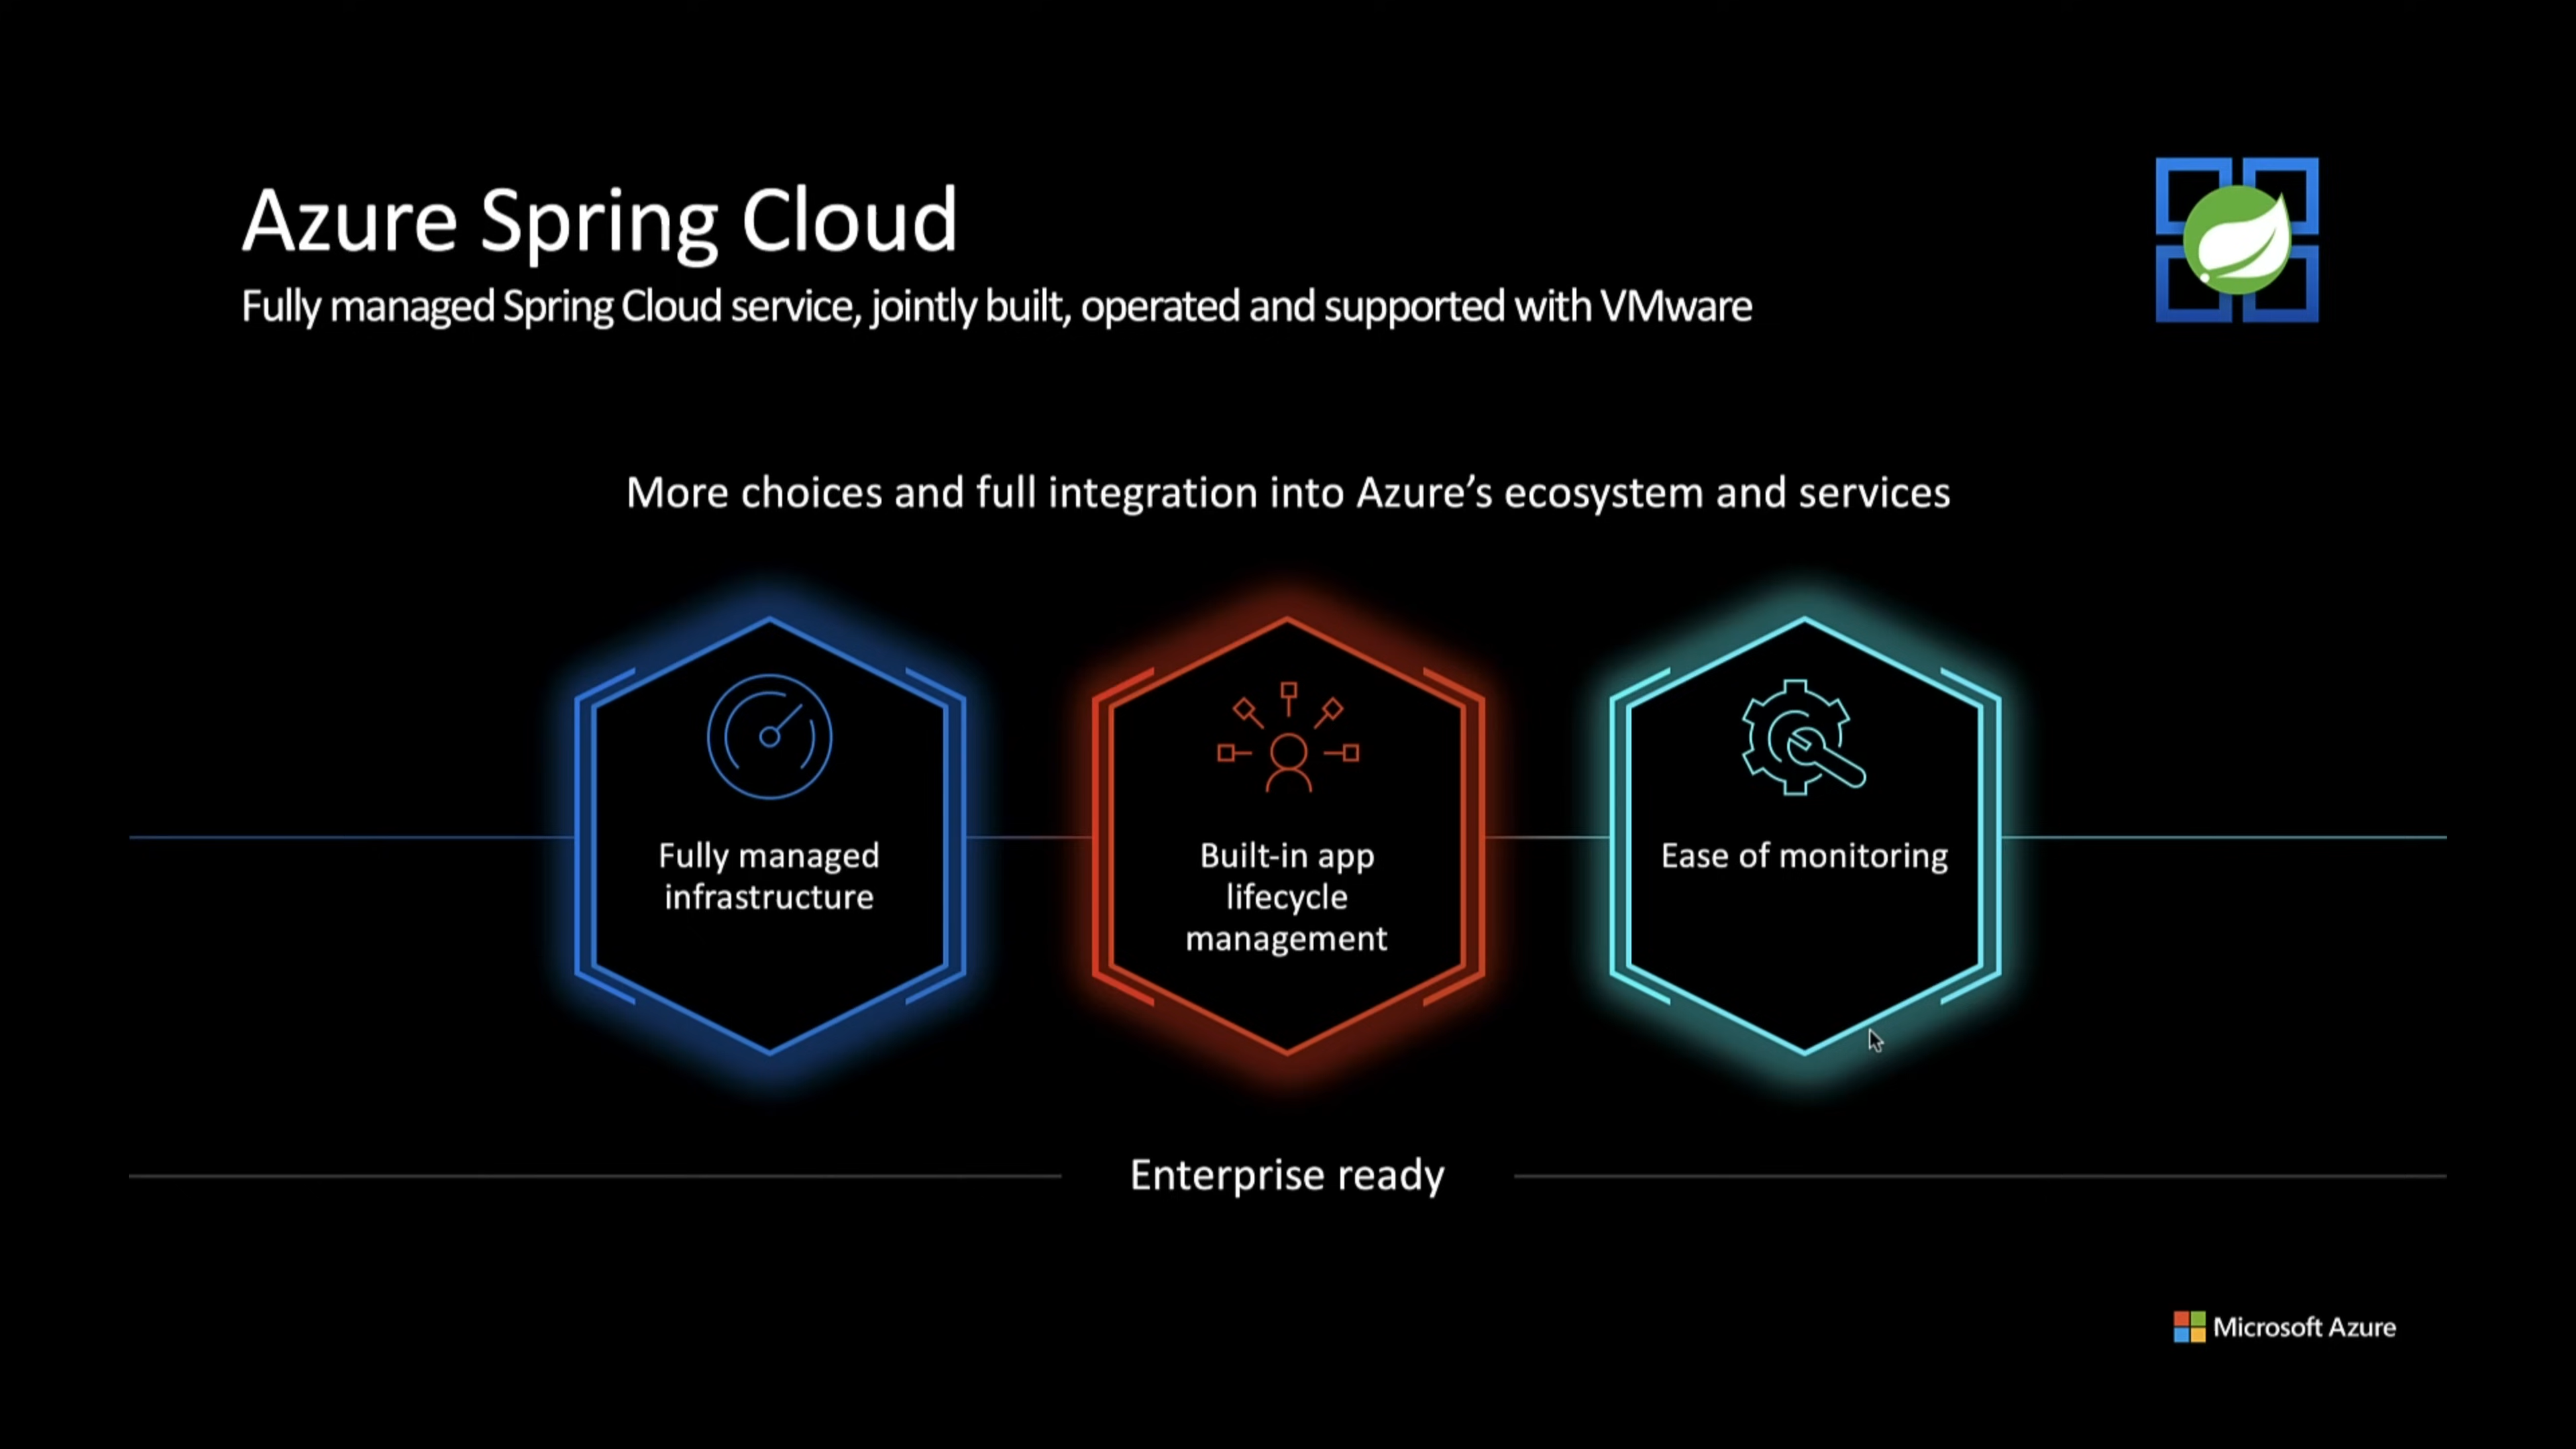 Azure Spring Cloud
Fully managed Spring Cloud service, jointly built, operated and supported with VMware
More choices and full integration into Azure’s ecosystem and services
Fully managed
infrastructure
Built-in app
lifecycle
management
Ease of monitoring
Enterprise ready
Microsoft Azure